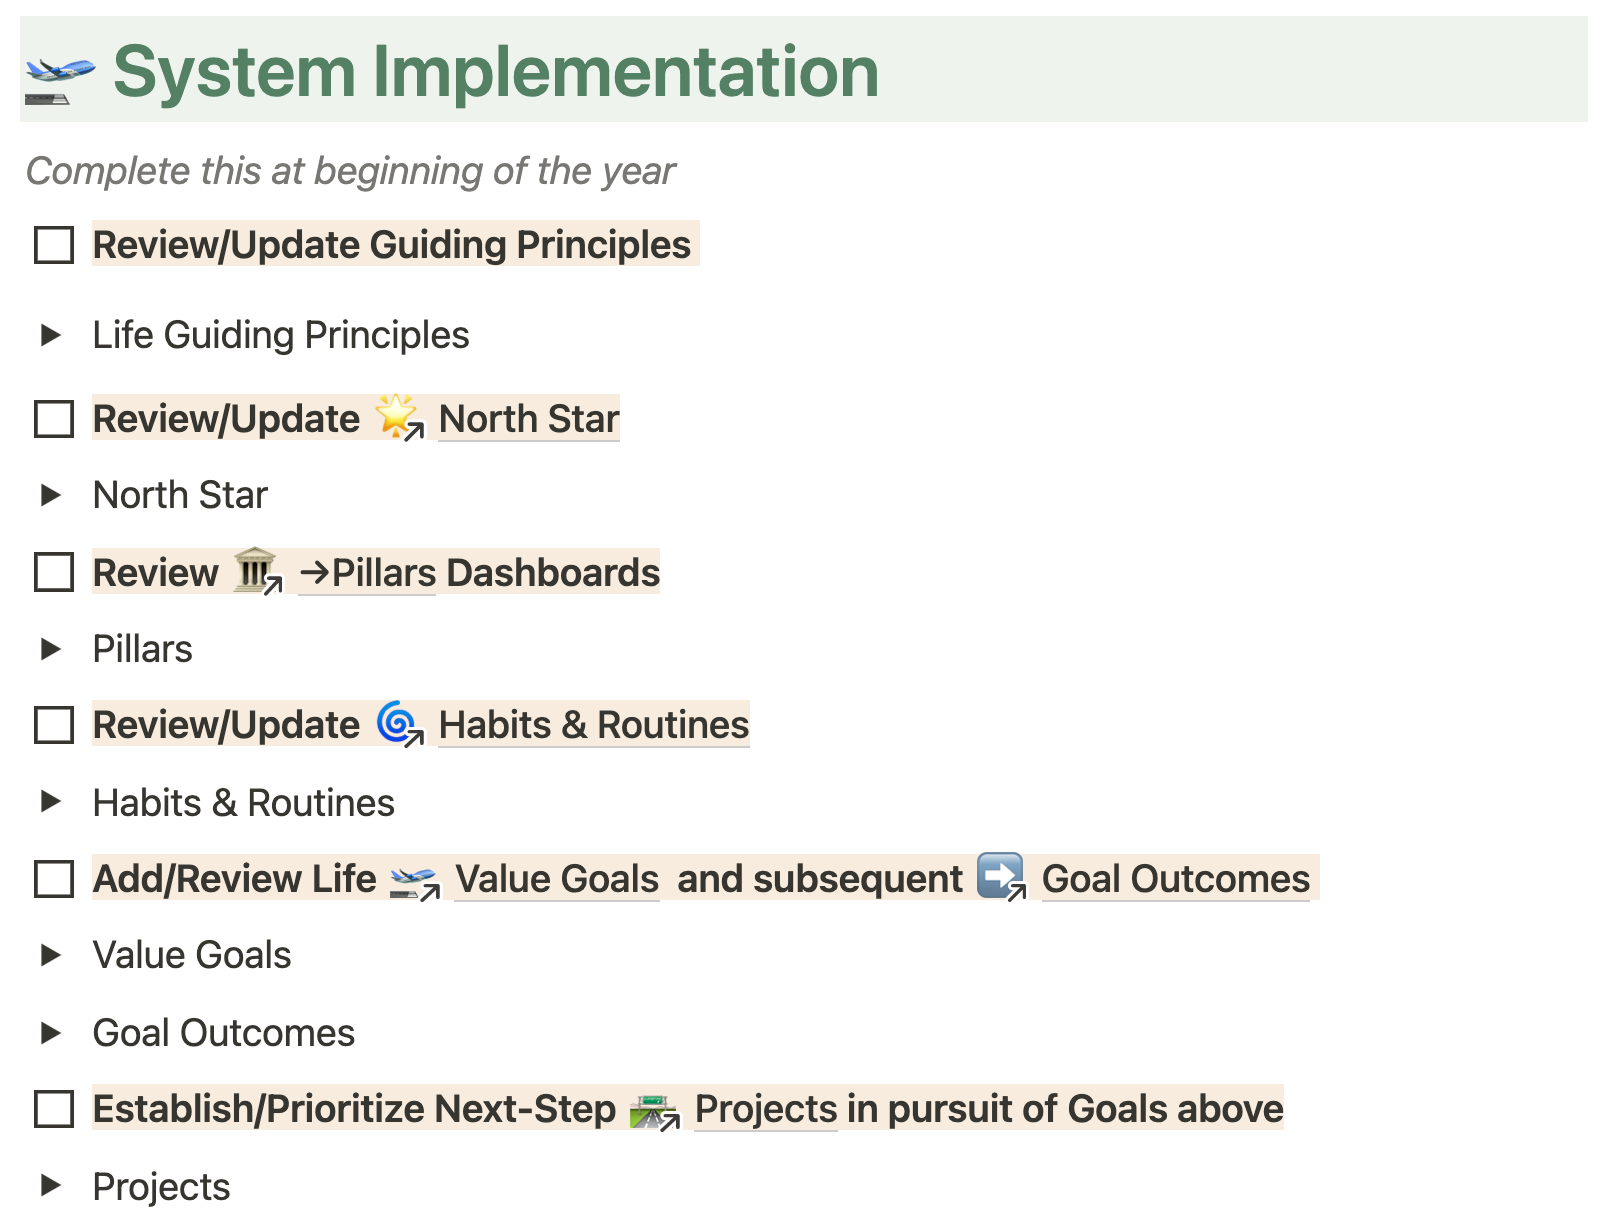 System Implementation
Complete this at beginning of the year
Review/Update Guiding Principles
Life Guiding Principles
Review/Update North Star
North Star
Review →Pillars Dashboards
Pillars
Review/Update Habits & Routines
Habits & Routines
Add/Review Life Value Goals and subsequent Goal Outcomes
Value Goals
Goal Outcomes
Establish/Prioritize Next-Step Projects in pursuit of Goals above
Projects